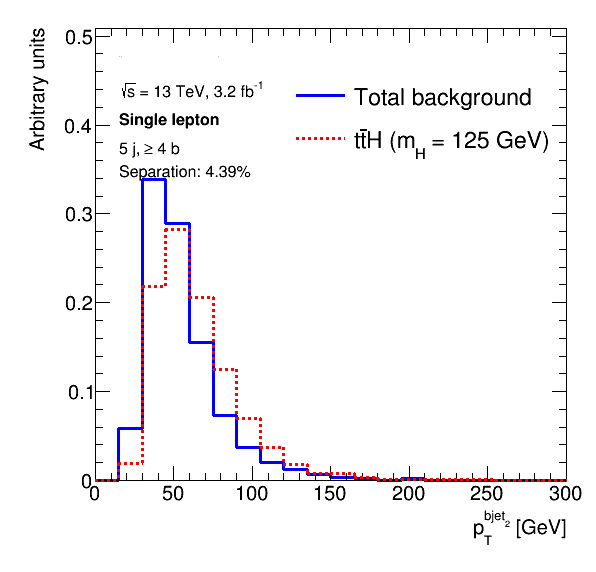 Arbitrary units
0.5
0.4
0.3
0.2
0.1
0
√s = 13 TeV, 3.2 fb⁻¹
Single lepton
5 j, ≥ 4 b
Separation: 4.39%
Total background
tt̄H (m_H = 125 GeV)
0 50 100 150 200 250 300
p_T^{bjet_2} [GeV]